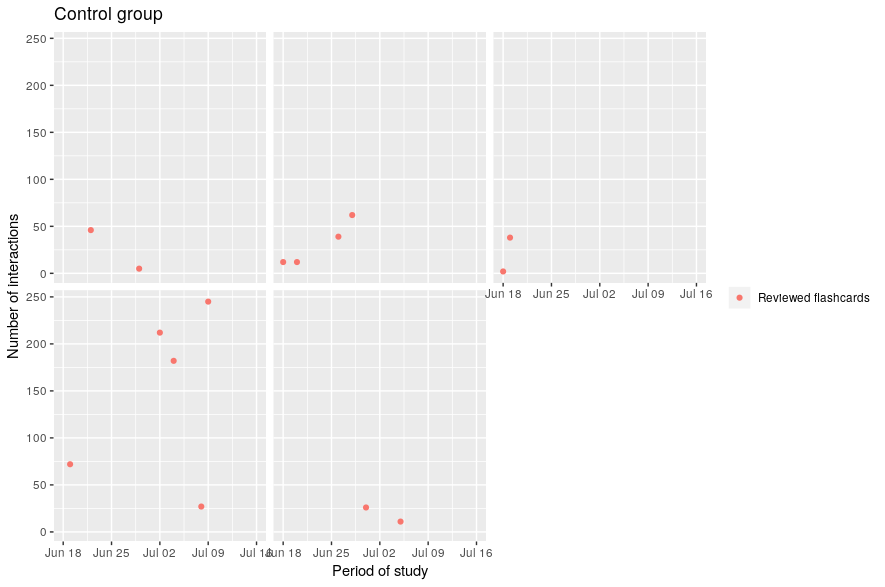 Control group
Number of interactions
250
200
150
100
50
0
Jun 18 Jun 25 Jul 02 Jul 09 Jul 16
Reviewed flashcards
250
200
150
100
50
0
Jun 18 Jun 25 Jul 02 Jul 09 Jul 16 Jun 18 Jun 25 Jul 02 Jul 09 Jul 16
Period of study